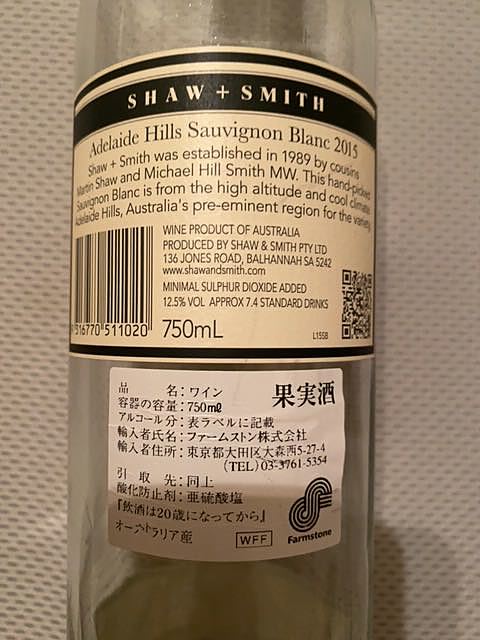 SHAW + SMITH
Adelaide Hills Sauvignon Blanc 2015
Shaw + Smith was established in 1989 by cousins
Martin Shaw and Michael Hill Smith MW. This hand-picked
Sauvignon Blanc is from the high altitude and cool climate
Adelaide Hills, Australia's pre-eminent region for the variety.
WINE PRODUCT OF AUSTRALIA
PRODUCED BY SHAW & SMITH PTY LTD
136 JONES ROAD, BALHANNAH SA 5242
www.shawandsmith.com
MINIMAL SULPHUR DIOXIDE ADDED
12.5% VOL APPROX 7.4 STANDARD DRINKS
316770 511020
750mL
L15SB
果実酒
品 名:ワイン
容器の容量:750㎖
アルコール分:表ラベルに記載
輸入者氏名:ファームストン株式会社
輸入者住所:東京都大田区大森西5-27-4
(TEL)03-3761-5354
引 取 先:同上
酸化防止剤:亜硫酸塩
『飲酒は20歳になってから』
オーストラリア産
WFF
Farmstone